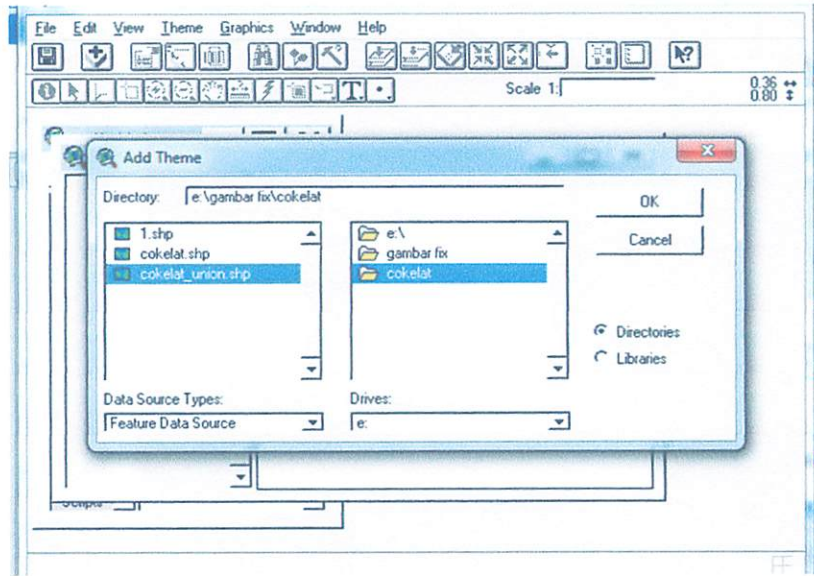 File Edit View Theme Graphics Window Help
T
Scale 1:
0.36
0.80
Add Theme
Directory: e:\gambar fix\cokelat
OK
Cancel
1.shp
cokelat.shp
cokelat_union.shp
e:\
gambar fix
cokelat
Directories
Libraries
Data Source Types:
Feature Data Source
Drives:
e:
Scripts